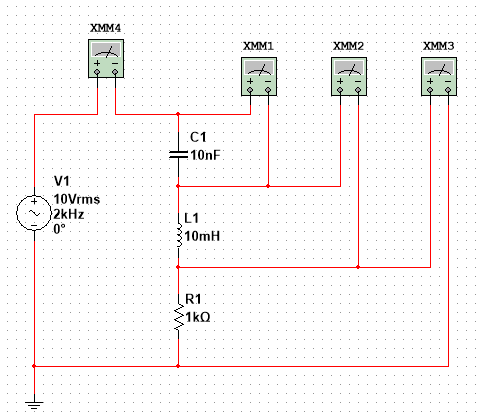 XMM4
XMM1
XMM2
XMM3
+ -
+ -
+ -
+ -
C1
10nF
V1
10Vrms
2kHz
0°
+
-
L1
10mH
R1
1kΩ